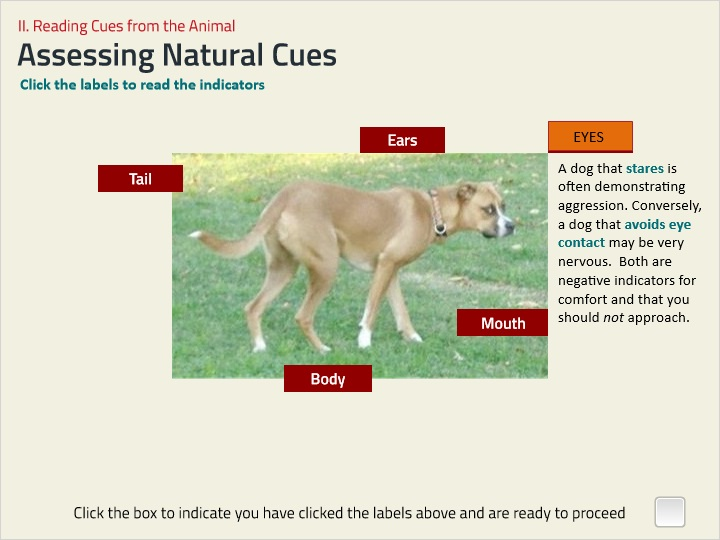 II. Reading Cues from the Animal
Assessing Natural Cues
Click the labels to read the indicators
Ears
EYES
Tail
A dog that stares is
often demonstrating
aggression. Conversely,
a dog that avoids eye
contact may be very
nervous.  Both are
negative indicators for
comfort and that you
should not approach.
Mouth
Body
Click the box to indicate you have clicked the labels above and are ready to proceed